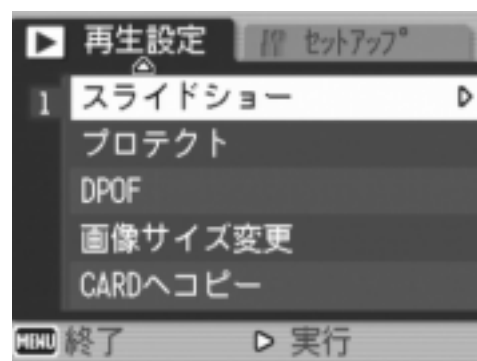 再生設定 セットアップ
1 スライドショー
プロテクト
DPOF
画像サイズ変更
CARDへコピー
MENU 終了 実行